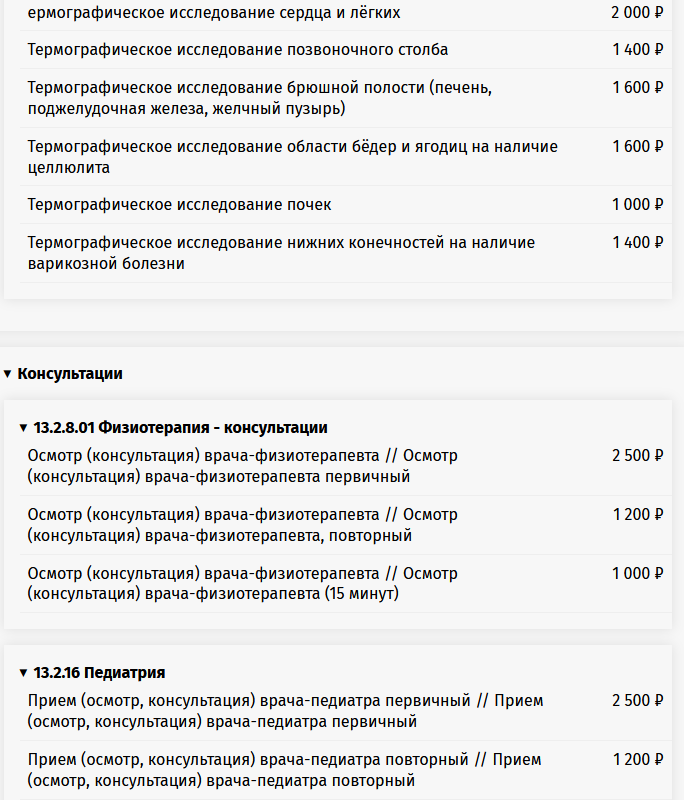 ермографическое исследование сердца и лёгких 2 000 ₽
Термографическое исследование позвоночного столба 1 400 ₽
Термографическое исследование брюшной полости (печень, 1 600 ₽
поджелудочная железа, желчный пузырь)
Термографическое исследование области бёдер и ягодиц на наличие 1 600 ₽
целлюлита
Термографическое исследование почек 1 000 ₽
Термографическое исследование нижних конечностей на наличие 1 400 ₽
варикозной болезни
▼ Консультации
▼ 13.2.8.01 Физиотерапия - консультации
Осмотр (консультация) врача-физиотерапевта // Осмотр 2 500 ₽
(консультация) врача-физиотерапевта первичный
Осмотр (консультация) врача-физиотерапевта // Осмотр 1 200 ₽
(консультация) врача-физиотерапевта, повторный
Осмотр (консультация) врача-физиотерапевта // Осмотр 1 000 ₽
(консультация) врача-физиотерапевта (15 минут)
▼ 13.2.16 Педиатрия
Прием (осмотр, консультация) врача-педиатра первичный // Прием 2 500 ₽
(осмотр, консультация) врача-педиатра первичный
Прием (осмотр, консультация) врача-педиатра повторный // Прием 1 200 ₽
(осмотр, консультация) врача-педиатра повторный